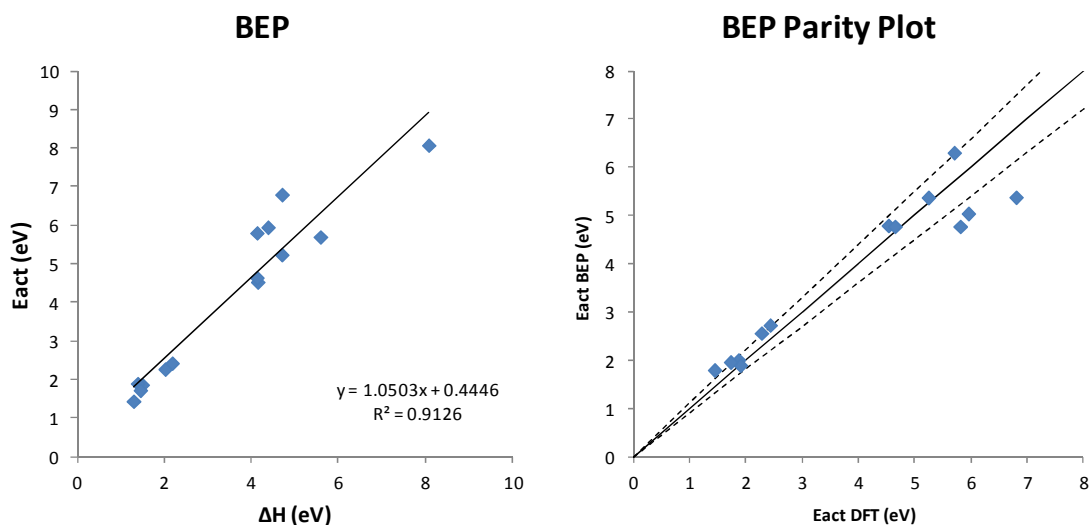 BEP
10
9
8
7
6
5
4
3
2
1
0
Eact (eV)
y = 1.0503x + 0.4446
R² = 0.9126
0 2 4 6 8 10
ΔH (eV)
BEP Parity Plot
8
7
6
5
4
3
2
1
0
Eact BEP (eV)
0 1 2 3 4 5 6 7 8
Eact DFT (eV)